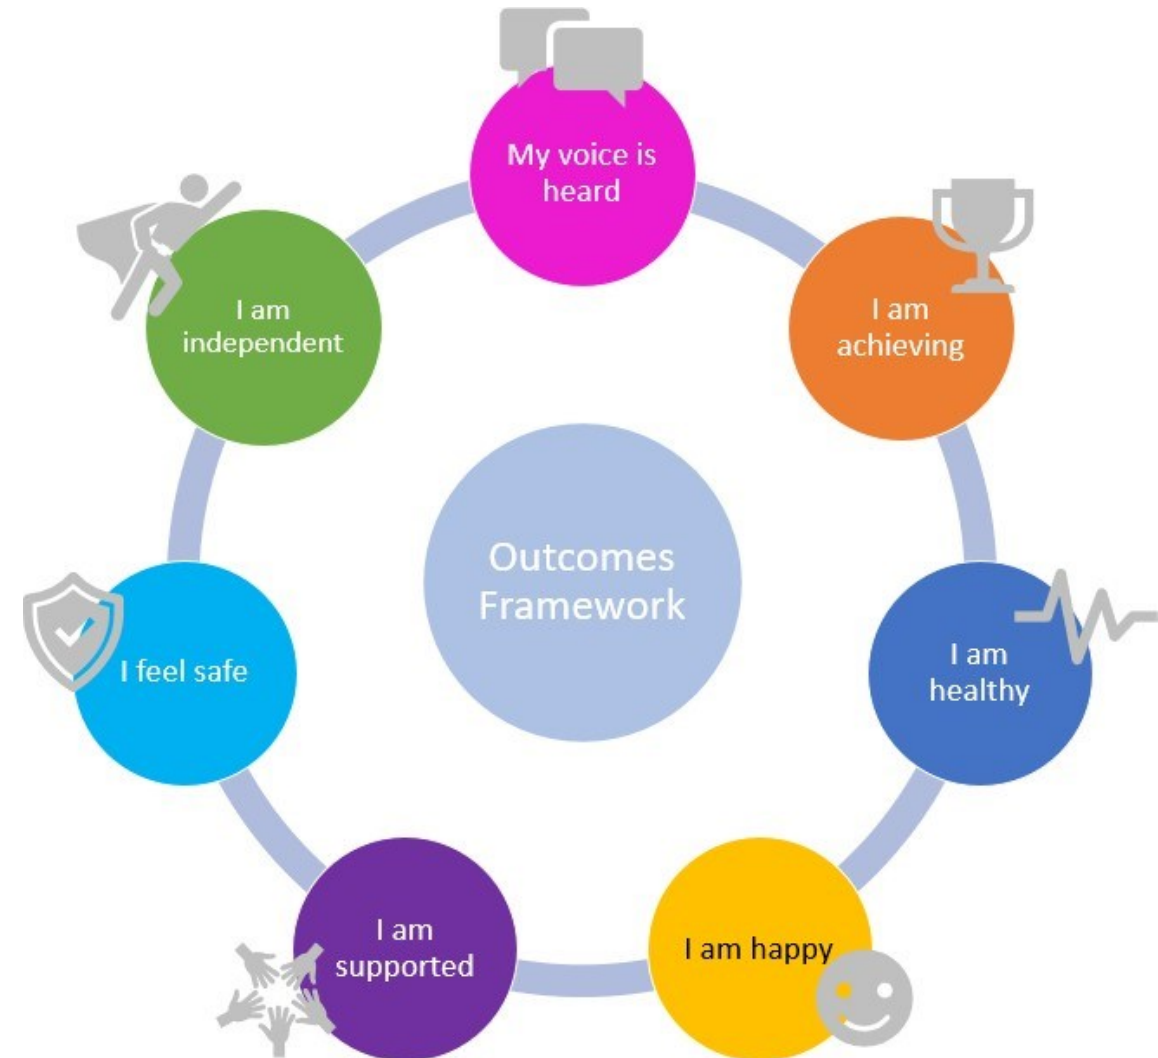 My voice is
heard
I am
achieving
I am
healthy
I am happy
I am
supported
I feel safe
I am
independent
Outcomes
Framework